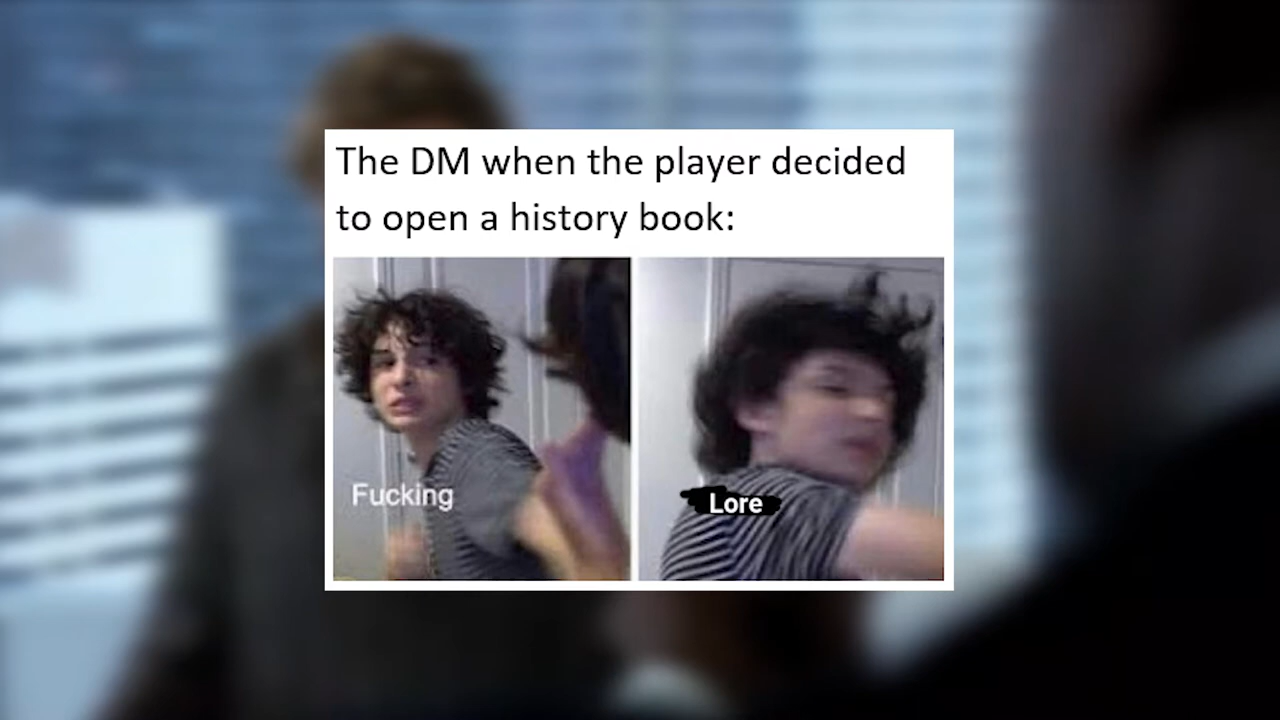 The DM when the player decided
to open a history book:
Fucking
Lore